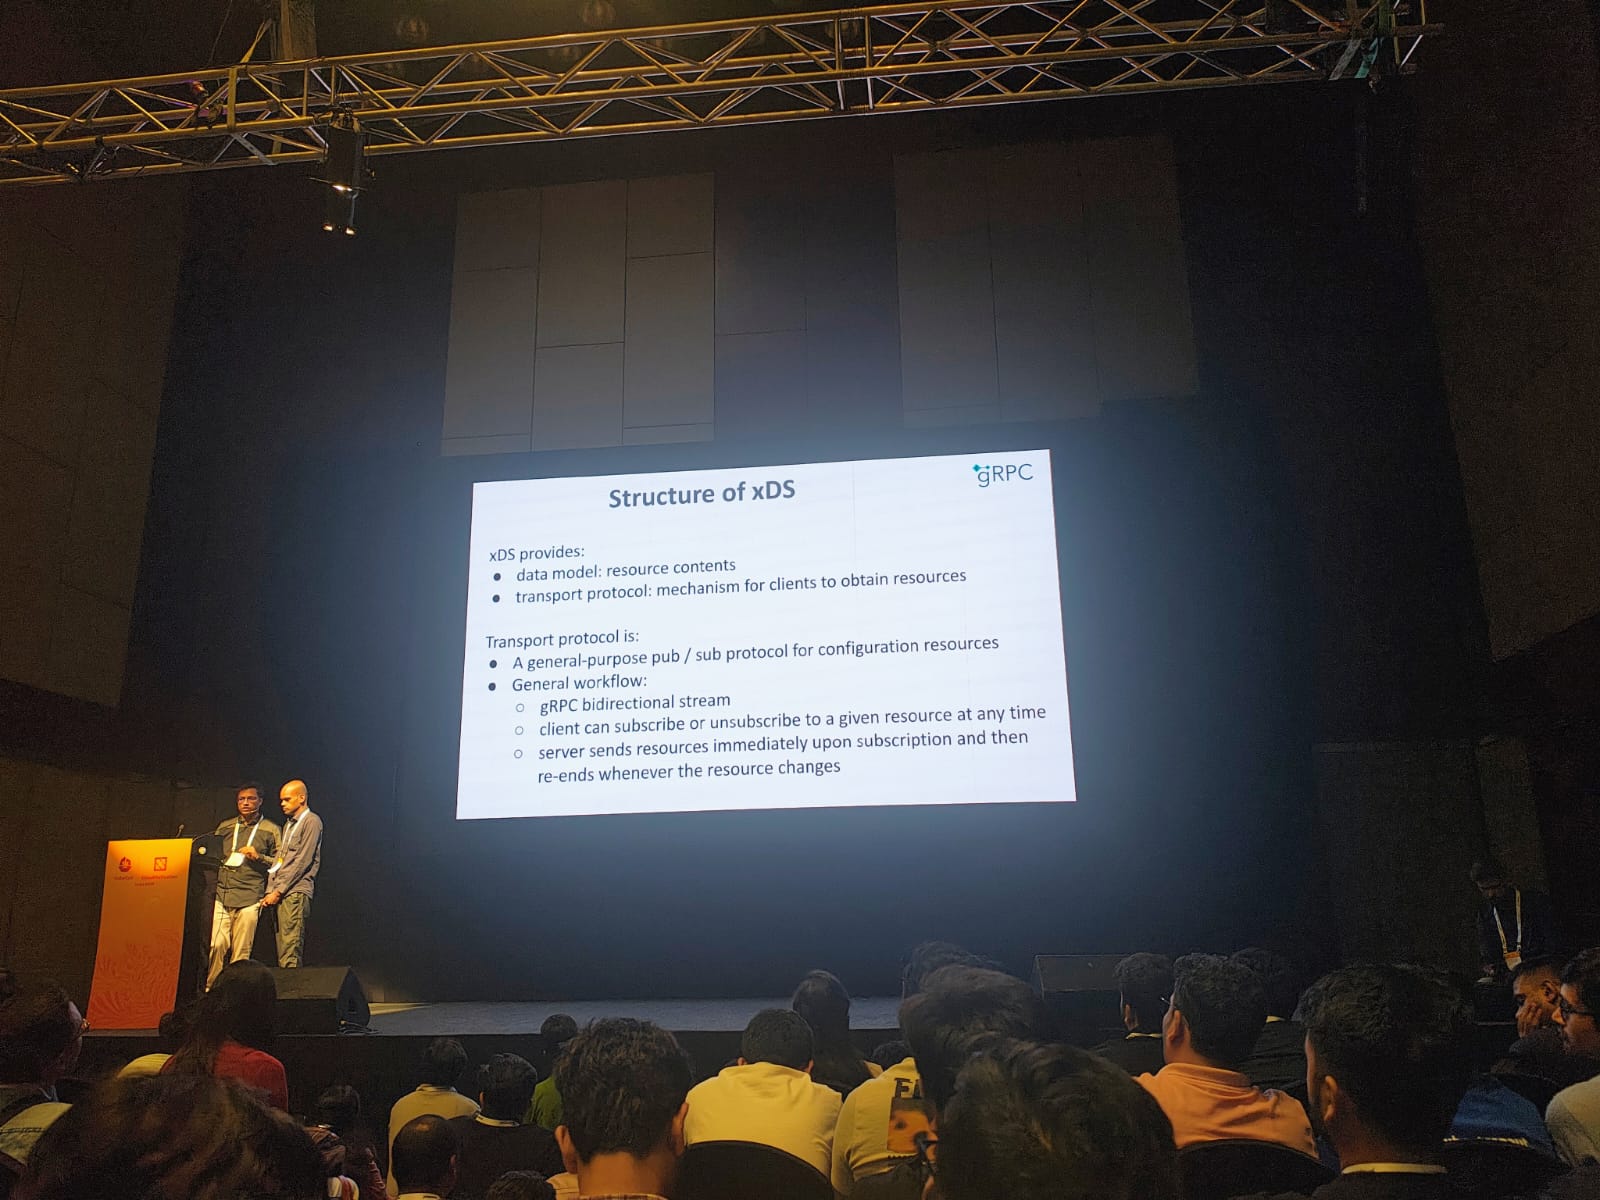 gRPC
Structure of xDS
xDS provides:
● data model: resource contents
● transport protocol: mechanism for clients to obtain resources
Transport protocol is:
● A general-purpose pub / sub protocol for configuration resources
● General workflow:
○ gRPC bidirectional stream
○ client can subscribe or unsubscribe to a given resource at any time
○ server sends resources immediately upon subscription and then
re-ends whenever the resource changes